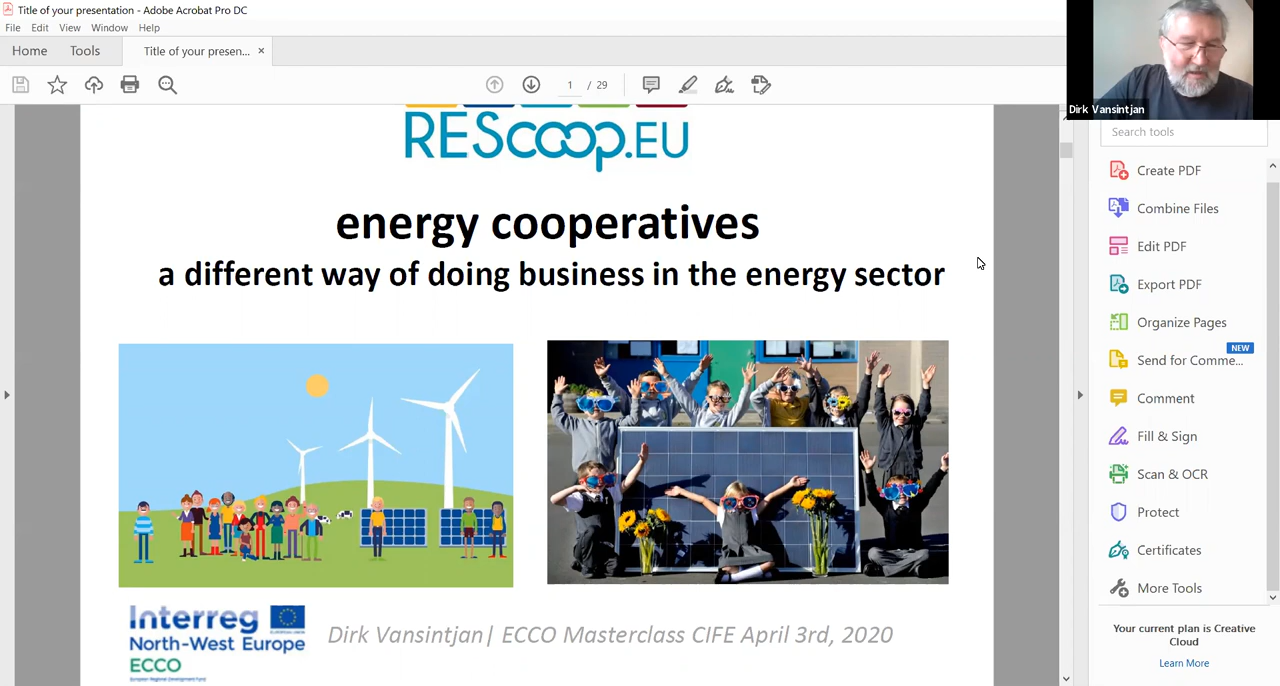 Title of your presentation - Adobe Acrobat Pro DC
File Edit View Window Help
Home Tools Title of your presen... ×
1 / 29
Dirk Vansintjan
REScoop.EU
energy cooperatives
a different way of doing business in the energy sector
Interreg
North-West Europe
ECCO
European Regional Development Fund
Dirk Vansintjan| ECCO Masterclass CIFE April 3rd, 2020
Search tools
Create PDF
Combine Files
Edit PDF
Export PDF
Organize Pages
NEW
Send for Comme...
Comment
Fill & Sign
Scan & OCR
Protect
Certificates
More Tools
Your current plan is Creative
Cloud
Learn More